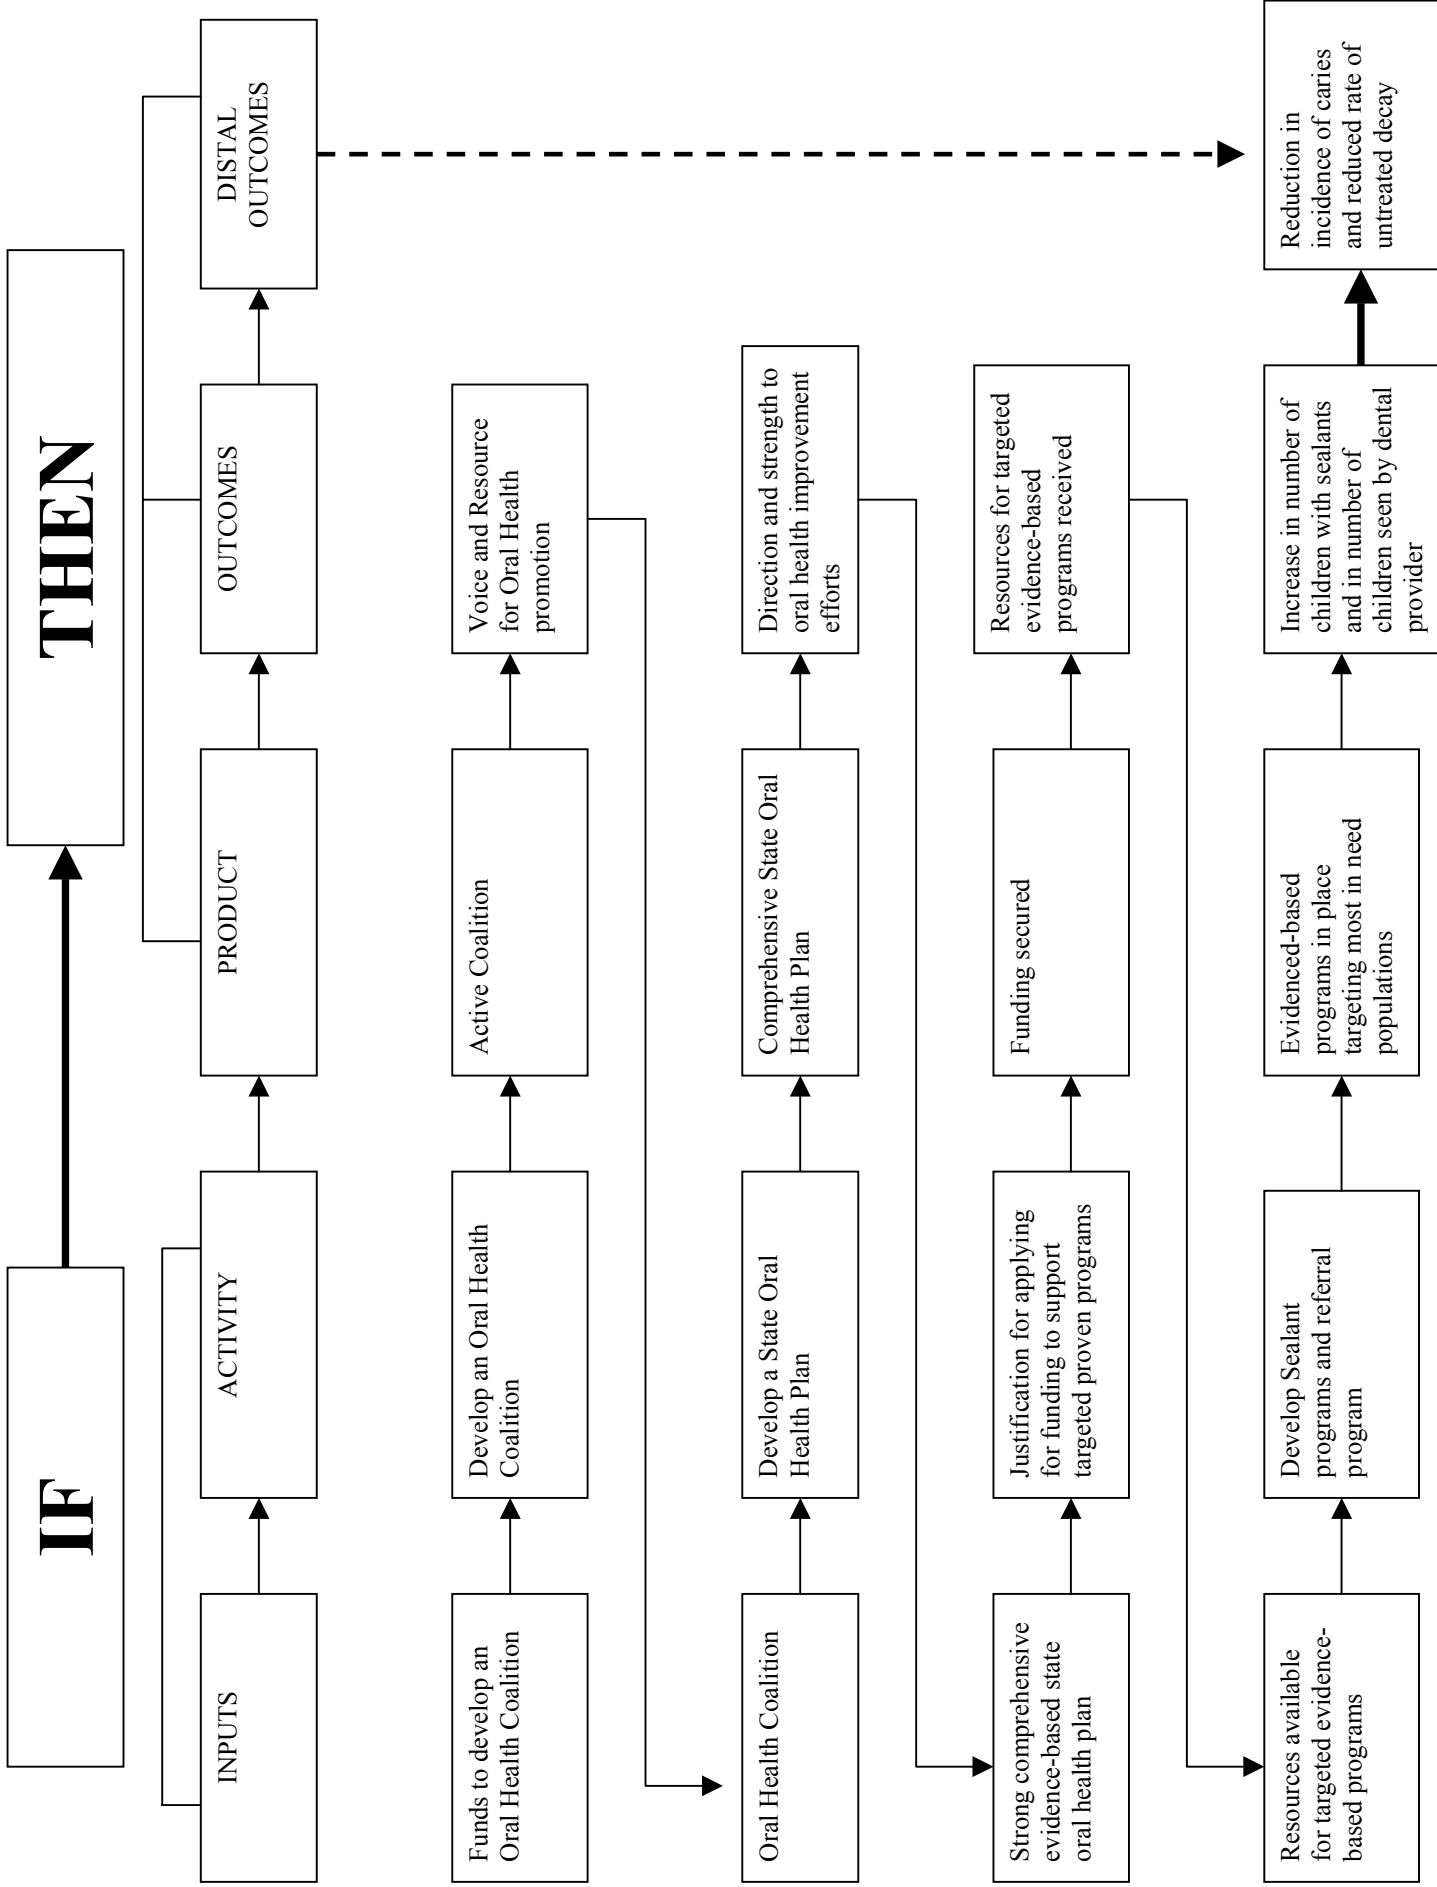 IF
THEN
INPUTS
ACTIVITY
PRODUCT
OUTCOMES
DISTAL
OUTCOMES
Funds to develop an
Oral Health Coalition
Develop an Oral Health
Coalition
Active Coalition
Voice and Resource
for Oral Health
promotion
Oral Health Coalition
Develop a State Oral
Health Plan
Comprehensive State Oral
Health Plan
Direction and strength to
oral health improvement
efforts
Strong comprehensive
evidence-based state
oral health plan
Justification for applying
for funding to support
targeted proven programs
Funding secured
Resources for targeted
evidence-based
programs received
Resources available
for targeted evidence-
based programs
Develop Sealant
programs and referral
program
Evidenced-based
programs in place
targeting most in need
populations
Increase in number of
children with sealants
and in number of
children seen by dental
provider
Reduction in
incidence of caries
and reduced rate of
untreated decay